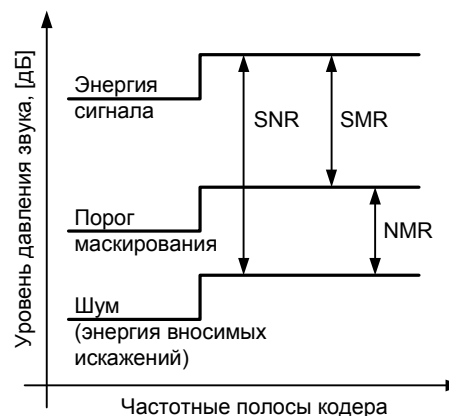 Уровень давления звука, [дБ]
Энергия
сигнала
SNR
SMR
Порог
маскирования
NMR
Шум
(энергия вносимых
искажений)
Частотные полосы кодера